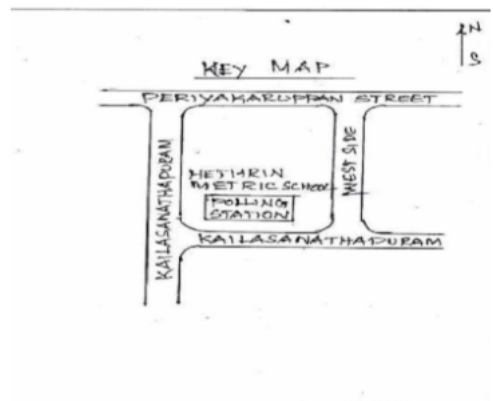 N
S
KEY MAP
PERIYAKARUPPAN STREET
KAILASANATHAPURAM
WEST SIDE
HETHRIN
METRIC SCHOOL
POLLING
STATION
KAILASANATHAPURAM